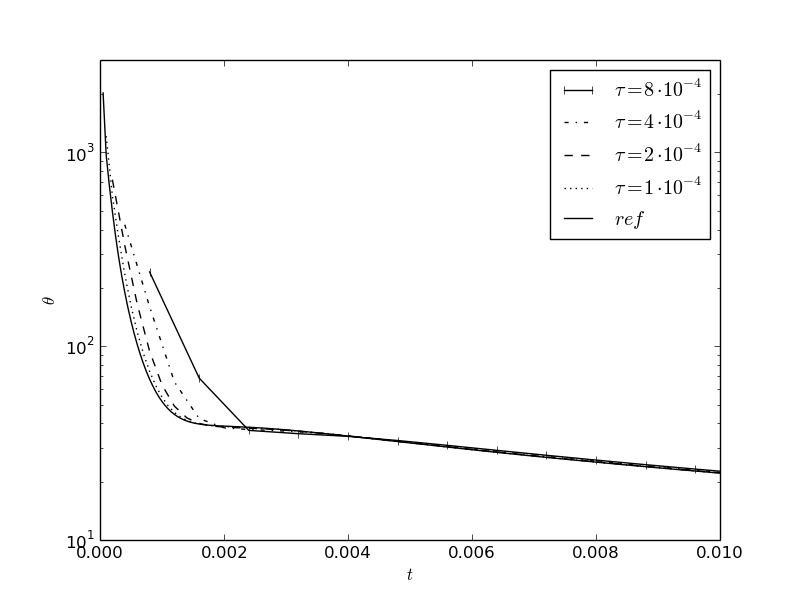 τ = 8·10⁻⁴
τ = 4·10⁻⁴
τ = 2·10⁻⁴
τ = 1·10⁻⁴
ref
10³
10²
10¹
θ
0.000 0.002 0.004 0.006 0.008 0.010
t